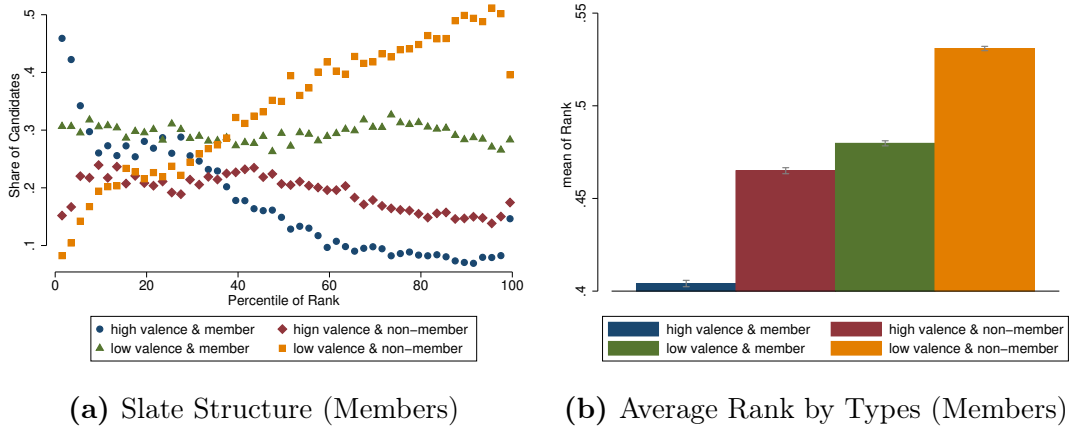 .5
.4
.3
.2
.1
Share of Candidates
0 20 40 60 80 100
Percentile of Rank
high valence & member
high valence & non-member
low valence & member
low valence & non-member
(a) Slate Structure (Members)
.55
.5
.45
.4
mean of Rank
high valence & member
high valence & non-member
low valence & member
low valence & non-member
(b) Average Rank by Types (Members)